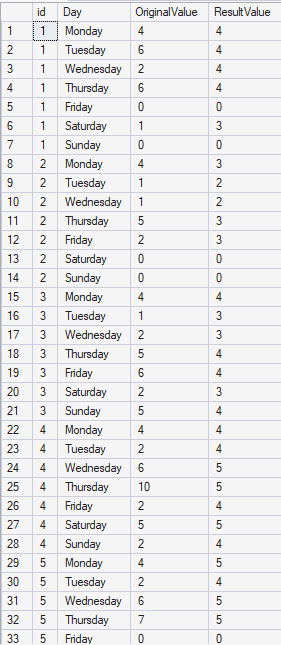 id Day OriginalValue ResultValue
1 1 Monday 4 4
2 1 Tuesday 6 4
3 1 Wednesday 2 4
4 1 Thursday 6 4
5 1 Friday 0 0
6 1 Saturday 1 3
7 1 Sunday 0 0
8 2 Monday 4 3
9 2 Tuesday 1 2
10 2 Wednesday 1 2
11 2 Thursday 5 3
12 2 Friday 2 3
13 2 Saturday 0 0
14 2 Sunday 0 0
15 3 Monday 4 4
16 3 Tuesday 1 3
17 3 Wednesday 2 3
18 3 Thursday 5 4
19 3 Friday 6 4
20 3 Saturday 2 3
21 3 Sunday 5 4
22 4 Monday 4 4
23 4 Tuesday 2 4
24 4 Wednesday 6 5
25 4 Thursday 10 5
26 4 Friday 2 4
27 4 Saturday 5 5
28 4 Sunday 2 4
29 5 Monday 4 5
30 5 Tuesday 2 4
31 5 Wednesday 6 5
32 5 Thursday 7 5
33 5 Friday 0 0